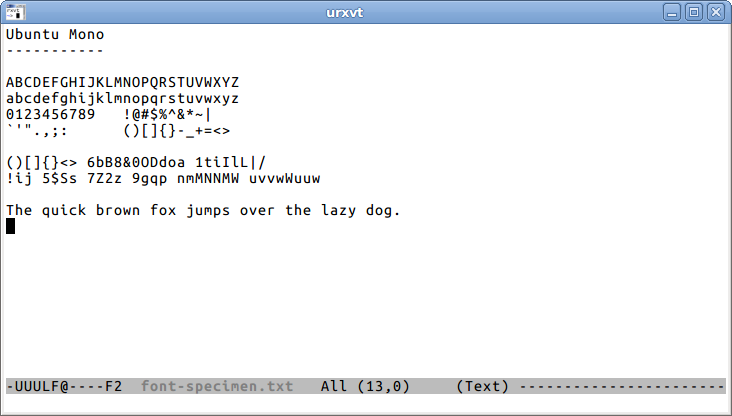 urxvt
Ubuntu Mono
-----------
ABCDEFGHIJKLMNOPQRSTUVWXYZ
abcdefghijklmnopqrstuvwxyz
0123456789   !@#$%^&*~|
`'".,;:      ()[]{}-_+=<>
()[]{}<> 6bB8&0ODdoa 1tiIlL|/
!ij 5$Ss 7Z2z 9gqp nmMNNMW uvvwWuuw
The quick brown fox jumps over the lazy dog.
-UUULF@----F2  font-specimen.txt   All (13,0)     (Text) -----------------------